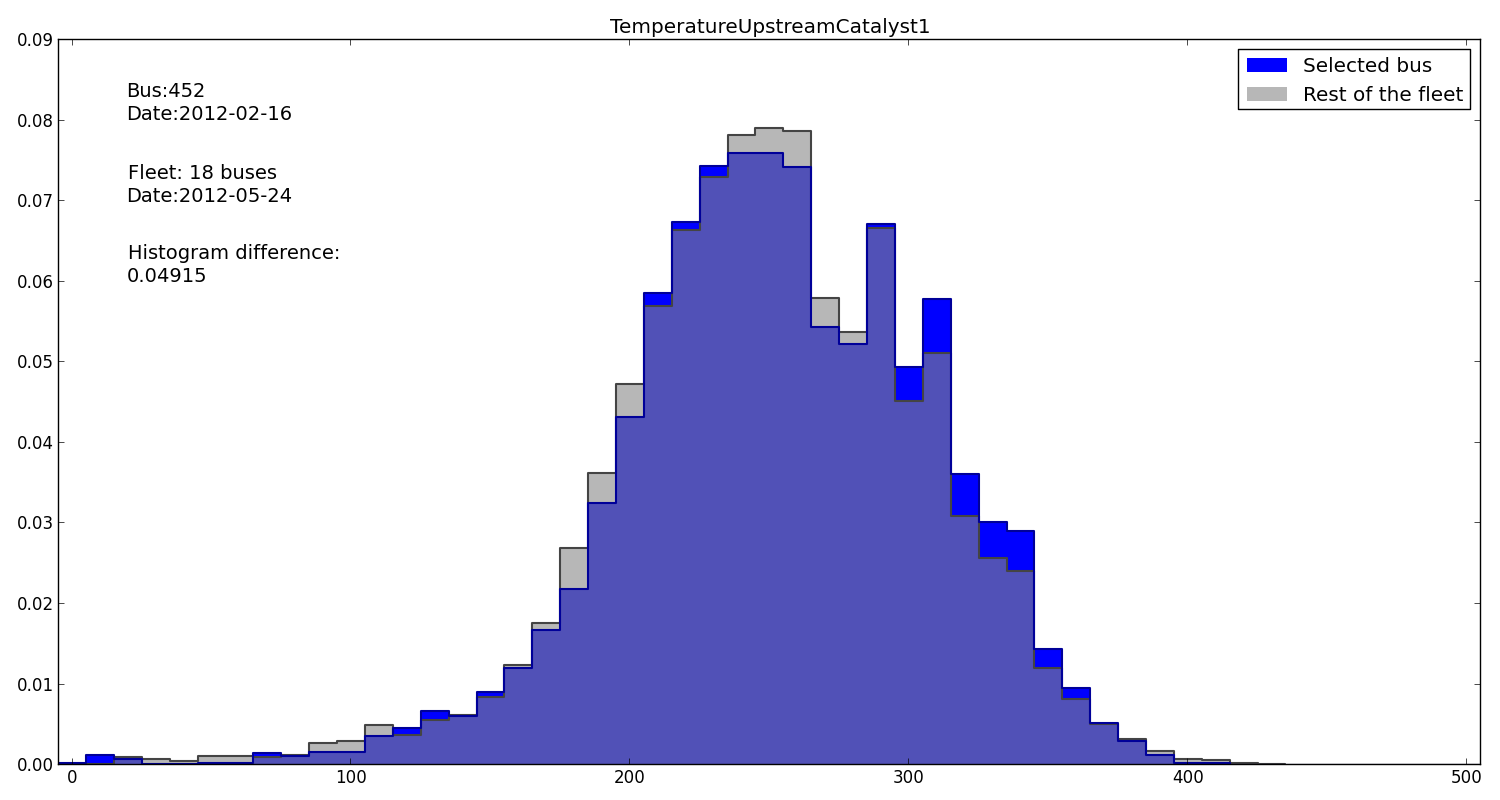 TemperatureUpstreamCatalyst1
0.09
0.08
0.07
0.06
0.05
0.04
0.03
0.02
0.01
0.00
Bus:452
Date:2012-02-16
Fleet: 18 buses
Date:2012-05-24
Histogram difference:
0.04915
Selected bus
Rest of the fleet
0
100
200
300
400
500